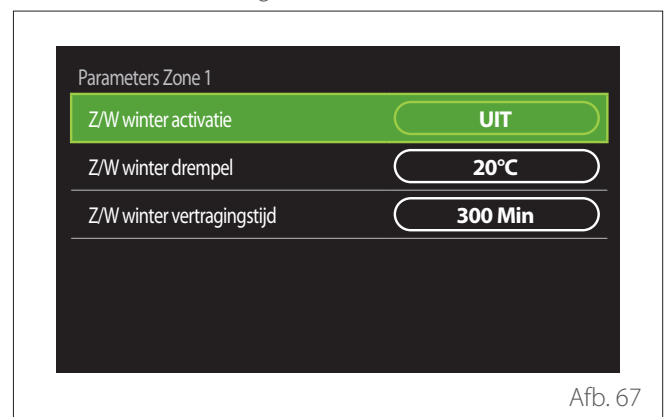 Parameters Zone 1
Z/W winter activatie UIT
Z/W winter drempel 20°C
Z/W winter vertragingstijd 300 Min
Afb. 67